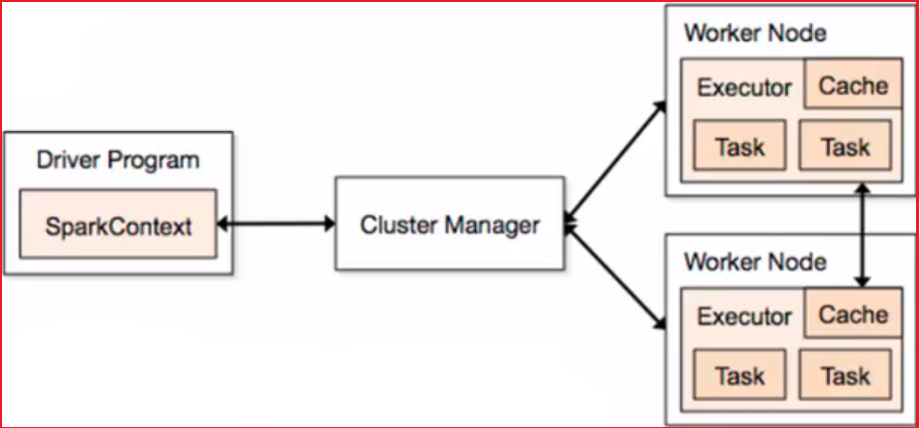 Driver Program
SparkContext
Cluster Manager
Worker Node
Executor
Cache
Task
Task
Worker Node
Executor
Cache
Task
Task